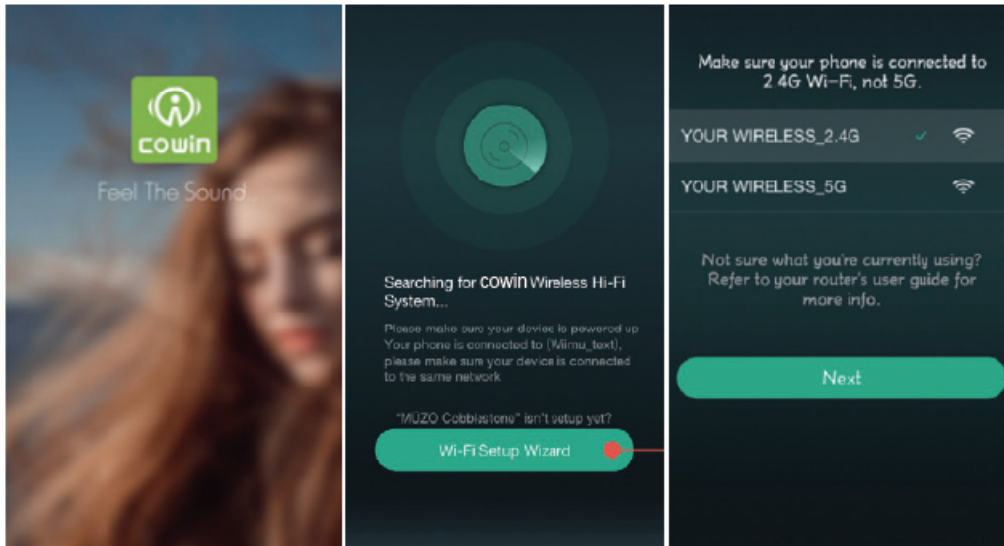 cowin
Feel The Sound...
Searching for cowin Wireless Hi-Fi
System...
Please make sure your device is powered up
Your phone is connected to (Wiimu_text),
please make sure your device is connected
to the same network
"MUZO Cobblestone" isn't setup yet?
Wi-Fi Setup Wizard
Make sure your phone is connected to
2.4G Wi-Fi, not 5G.
YOUR WIRELESS_2.4G
YOUR WIRELESS_5G
Not sure what you're currently using?
Refer to your router's user guide for
more info.
Next